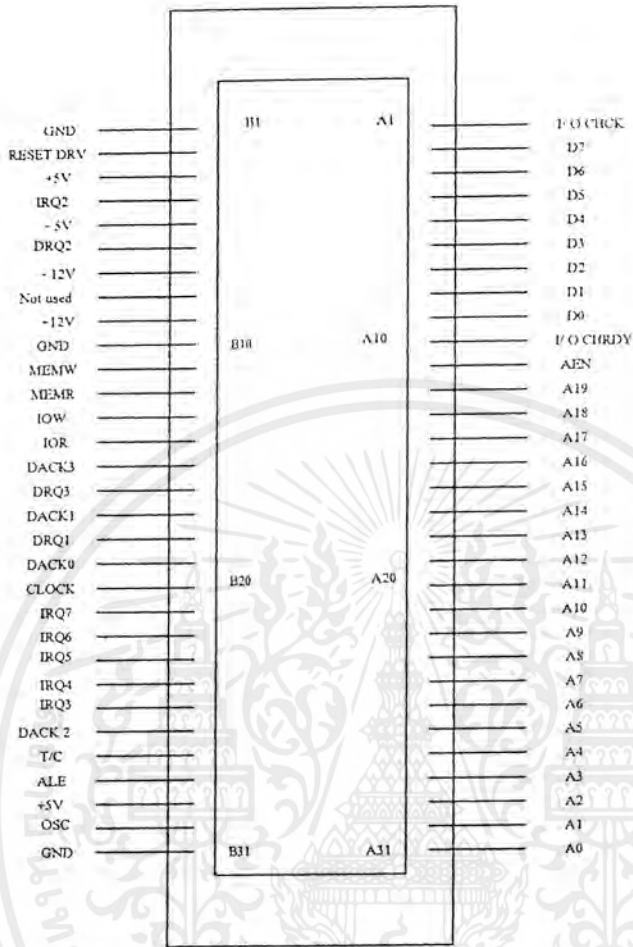 GND B1 A1 I/O CHCK
RESET DRV D7
+5V D6
IRQ2 D5
- 5V D4
DRQ2 D3
- 12V D2
Not used D1
+12V D0
GND B10 A10 I/O CHRDY
MEMW AEN
MEMR A19
IOW A18
IOR A17
DACK3 A16
DRQ3 A15
DACK1 A14
DRQ1 A13
DACK0 A12
CLOCK B20 A20 A11
IRQ7 A10
IRQ6 A9
IRQ5 A8
IRQ4 A7
IRQ3 A6
DACK 2 A5
T/C A4
ALE A3
+5V A2
OSC A1
GND B31 A31 A0